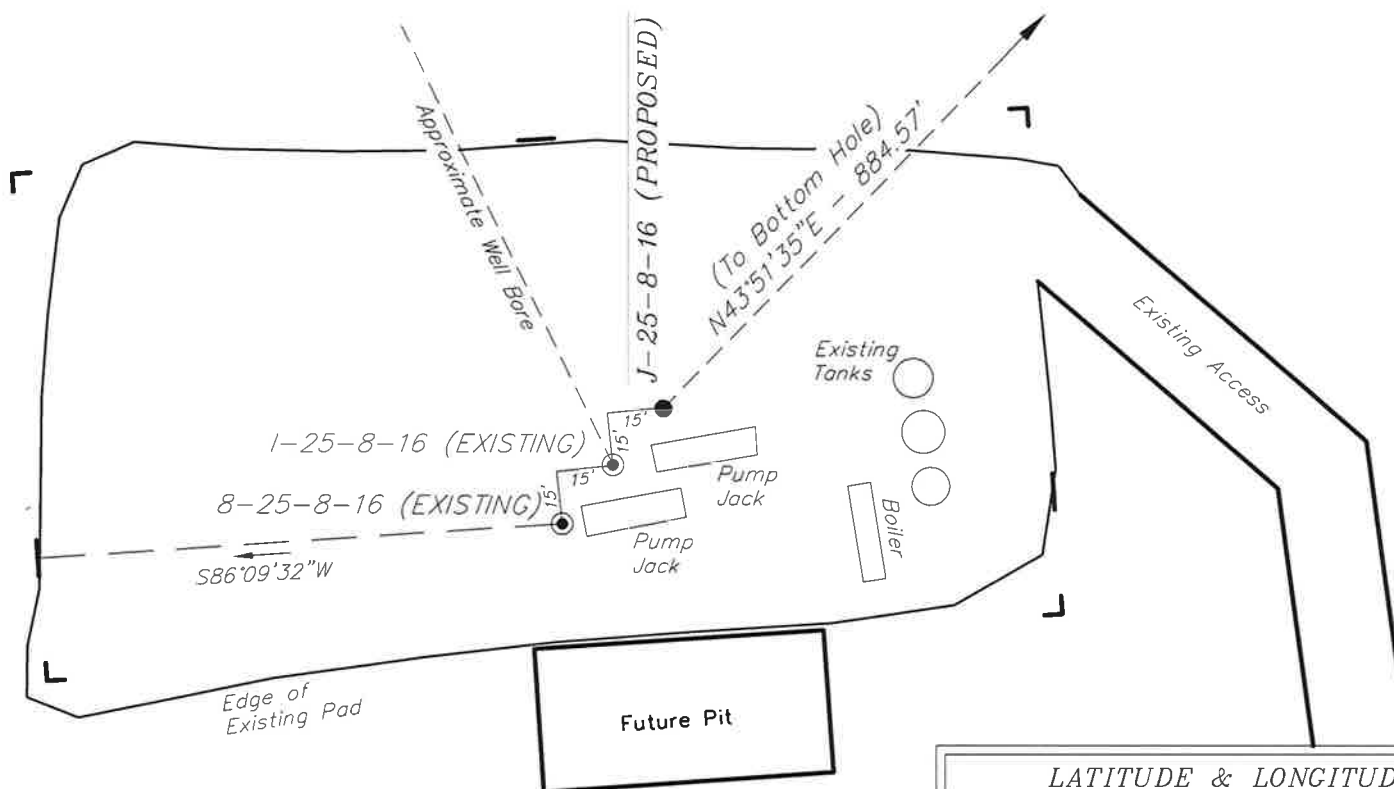 J-25-8-16 (PROPOSED)
Approximate Well Bore
(To Bottom Hole)
N43°51'35"E - 884.57'
Existing Access
Existing
Tanks
15'
15'
I-25-8-16 (EXISTING)
15'
15'
8-25-8-16 (EXISTING)
Pump
Jack
Pump
Jack
Boiler
S86°09'32"W
Edge of
Existing Pad
Future Pit
LATITUDE & LONGITUD